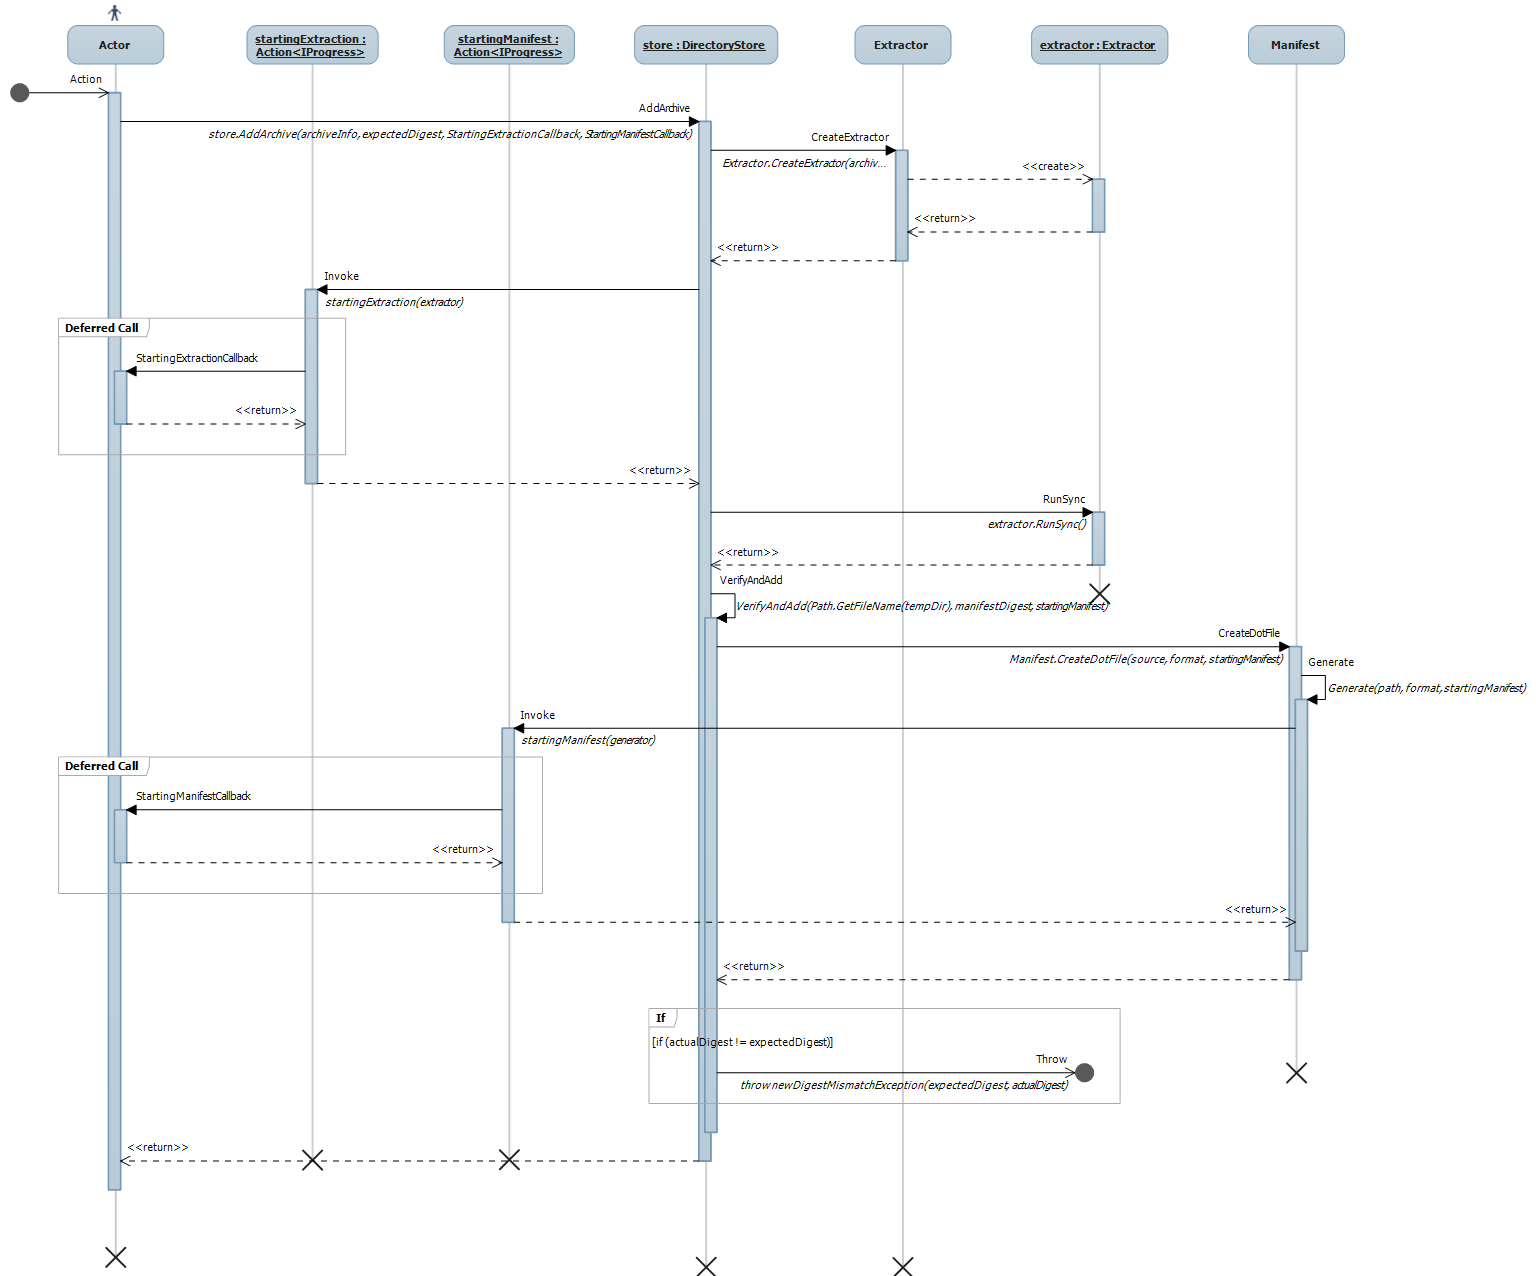 Actor
startingExtraction :
Action<IProgress>
startingManifest :
Action<IProgress>
store : DirectoryStore
Extractor
extractor : Extractor
Manifest
Action
AddArchive
store.AddArchive(archiveInfo, expectedDigest, StartingExtractionCallback, StartingManifestCallback)
CreateExtractor
Extractor.CreateExtractor(archiv...
<<create>>
<<return>>
<<return>>
Invoke
startingExtraction(extractor)
Deferred Call
StartingExtractionCallback
<<return>>
<<return>>
RunSync
extractor.RunSync()
<<return>>
VerifyAndAdd
VerifyAndAdd(Path.GetFileName(tempDir), manifestDigest, startingManifest)
CreateDotFile
Manifest.CreateDotFile(source, format, startingManifest)
Generate
Generate(path, format, startingManifest)
Invoke
startingManifest(generator)
Deferred Call
StartingManifestCallback
<<return>>
<<return>>
<<return>>
If
[if (actualDigest != expectedDigest)]
Throw
throw new DigestMismatchException(expectedDigest, actualDigest)
<<return>>